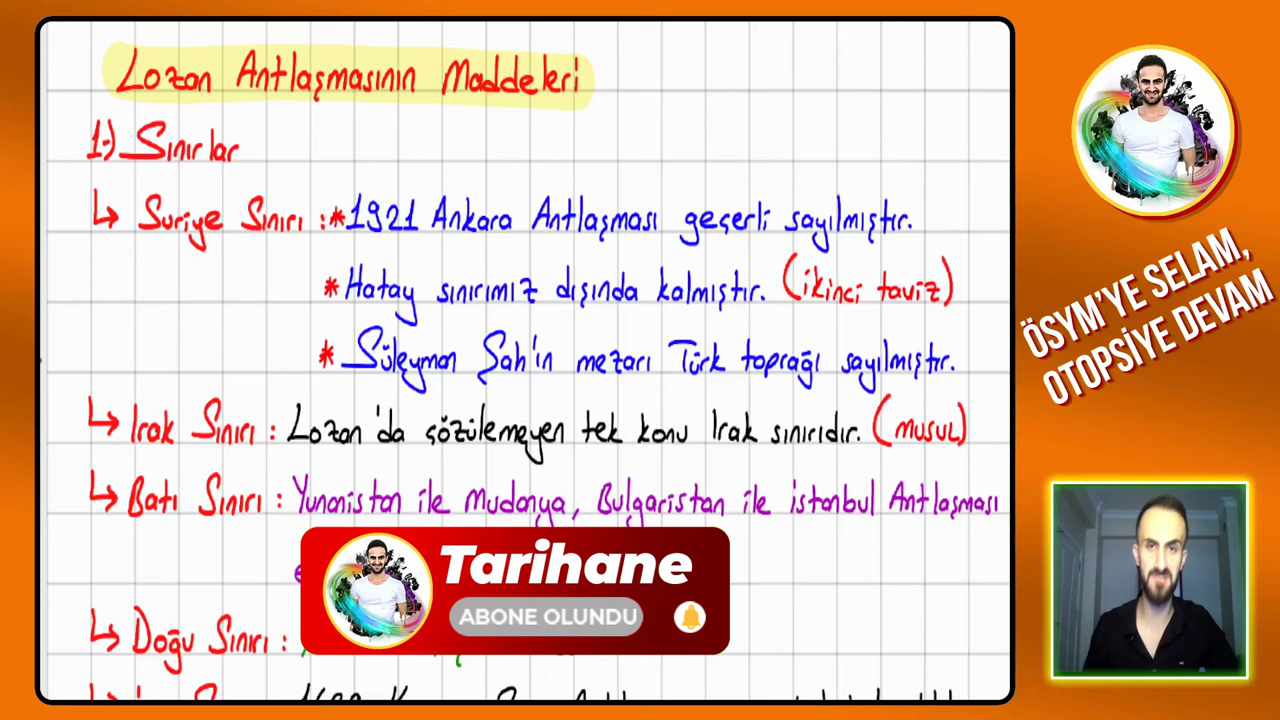 Lozan Antlaşmasının Maddeleri
1-) Sınırlar
↳ Suriye Sınırı : *1921 Ankara Antlaşması geçerli sayılmıştır.
* Hatay sınırımız dışında kalmıştır. (ikinci taviz)
* Süleyman Şah'ın mezarı Türk toprağı sayılmıştır.
↳ Irak Sınırı : Lozan'da çözülemeyen tek konu Irak sınırıdır. (musul)
↳ Batı Sınırı : Yunanistan ile Mudanya, Bulgaristan ile istanbul Antlaşması
↳ Doğu Sınırı :
Tarihane
ABONE OLUNDU
ÖSYM'YE SELAM,
OTOPSİYE DEVAM